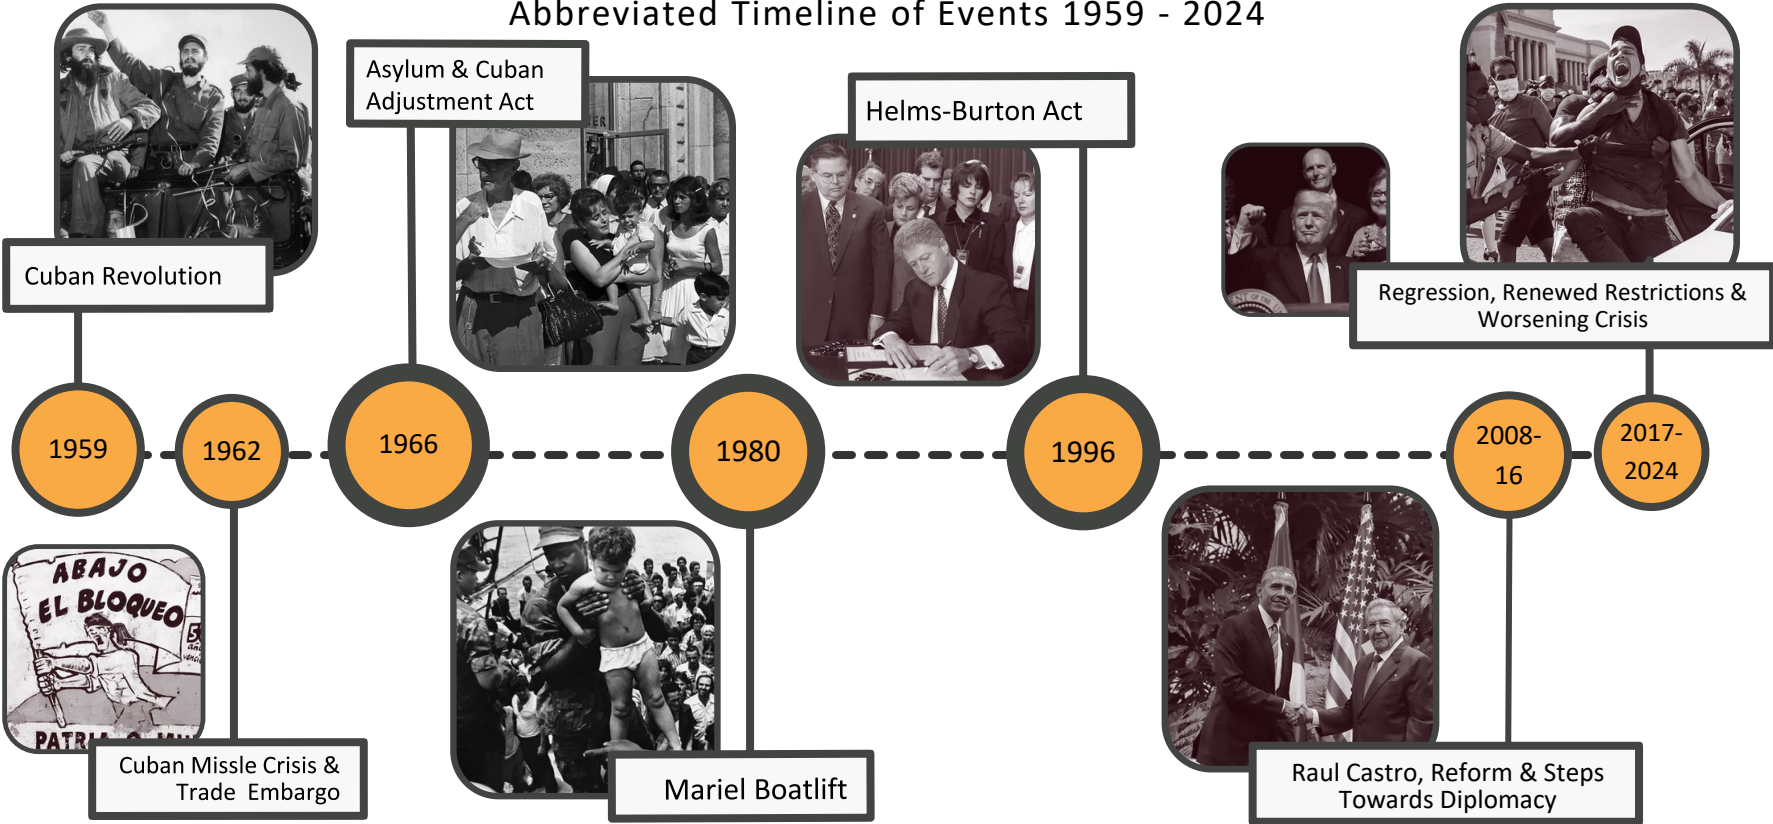 Abbreviated Timeline of Events 1959 - 2024
Asylum & Cuban
Adjustment Act
Helms-Burton Act
Cuban Revolution
Regression, Renewed Restrictions &
Worsening Crisis
1959
1962
1966
1980
1996
2008-
16
2017-
2024
ABAJO
EL BLOQUEO
Cuban Missle Crisis &
Trade Embargo
Mariel Boatlift
Raul Castro, Reform & Steps
Towards Diplomacy